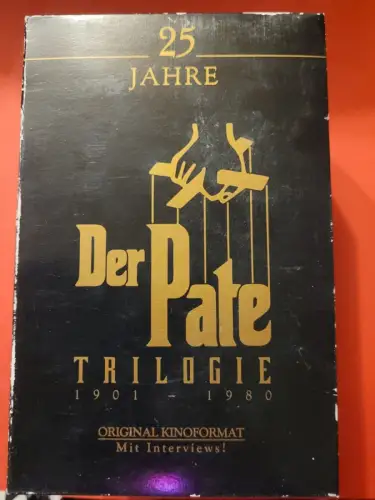 25
JAHRE
Der Pate
TRILOGIE
1901 - 1980
ORIGINAL KINOFORMAT
Mit Interviews!